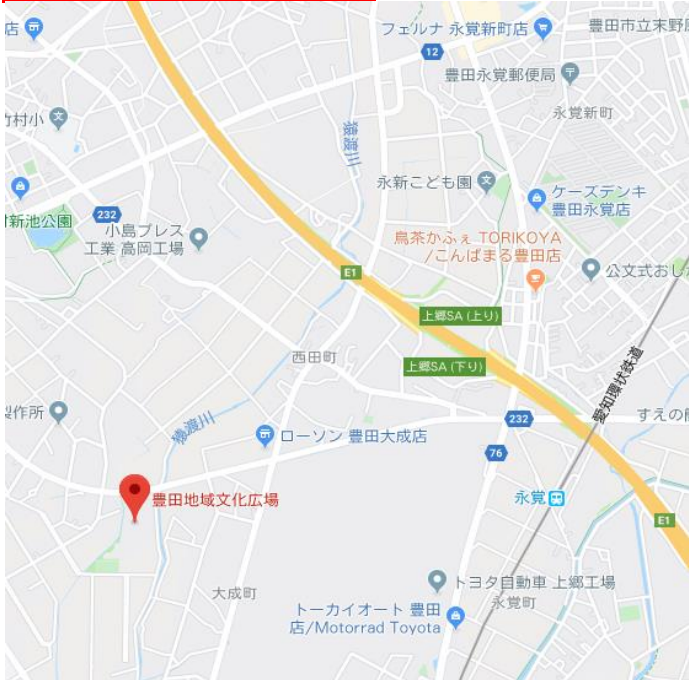 店
フェルナ 永覚新町店
豊田市立末野原
12
豊田永覚郵便局
竹村小
永覚新町
猿渡川
永新こども園
ケーズデンキ
豊田永覚店
新池公園
232
小島プレス
工業 高岡工場
鳥茶かふぇ TORIKOYA
/こんぱまる豊田店
公文式おし
E1
上郷SA (上り)
西田町
上郷SA (下り)
愛知環状鉄道
製作所
猿渡川
ローソン 豊田大成店
232
すえの
76
豊田地域文化広場
永覚
E1
大成町
トヨタ自動車 上郷工場
永覚町
トーカイオート 豊田
店/Motorrad Toyota